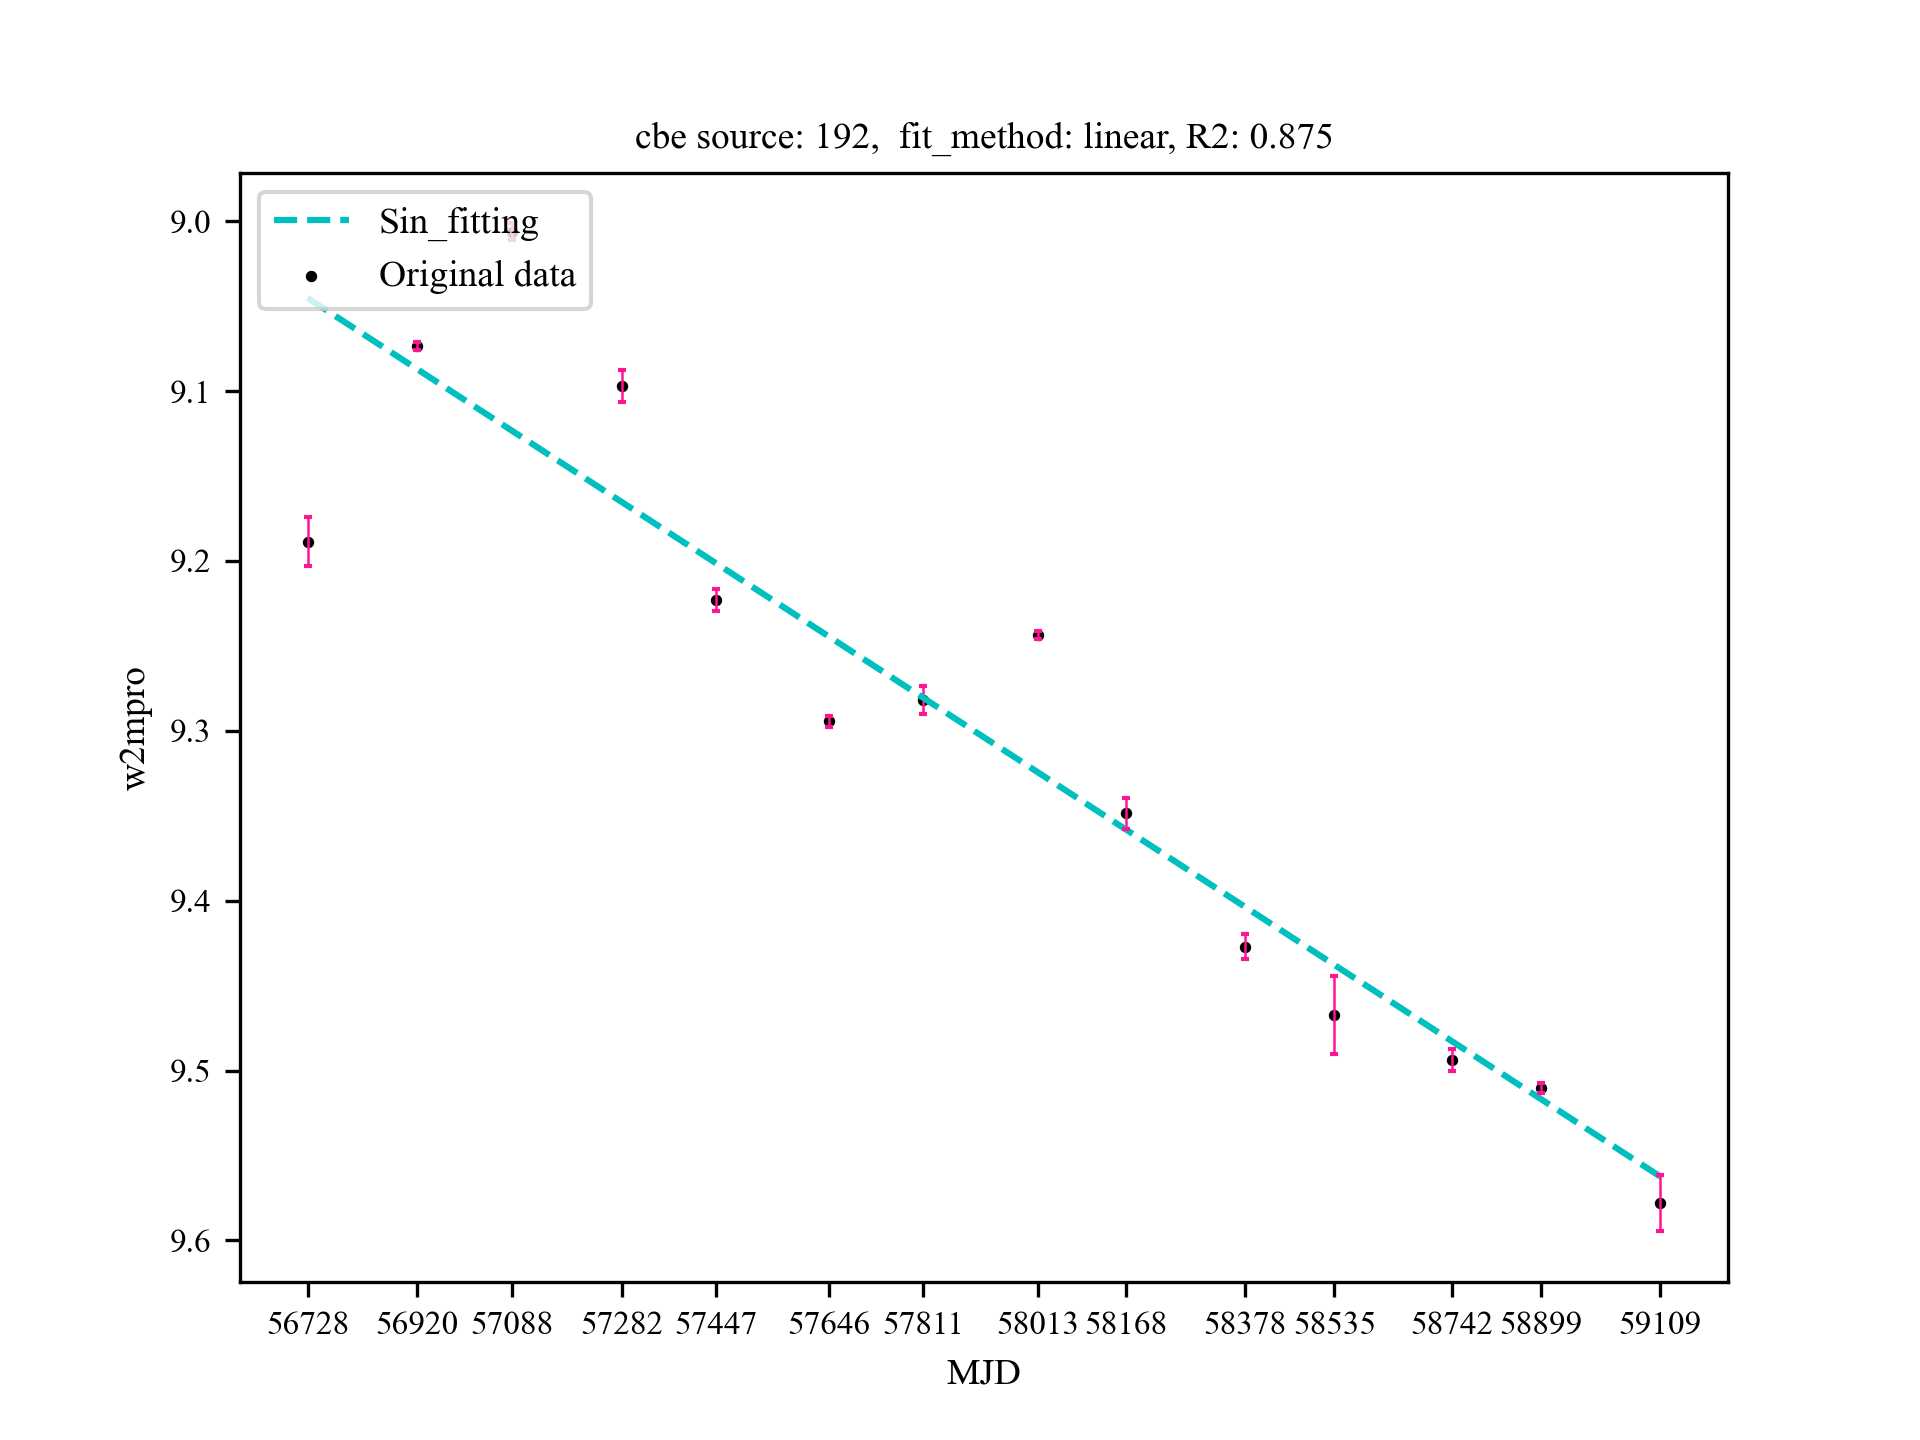 cbe source: 192,  fit_method: linear, R2: 0.875
Sin_fitting
Original data
9.0
9.1
9.2
9.3
9.4
9.5
9.6
w2mpro
56728 56920 57088 57282 57447 57646 57811 58013 58168 58378 58535 58742 58899 59109
MJD